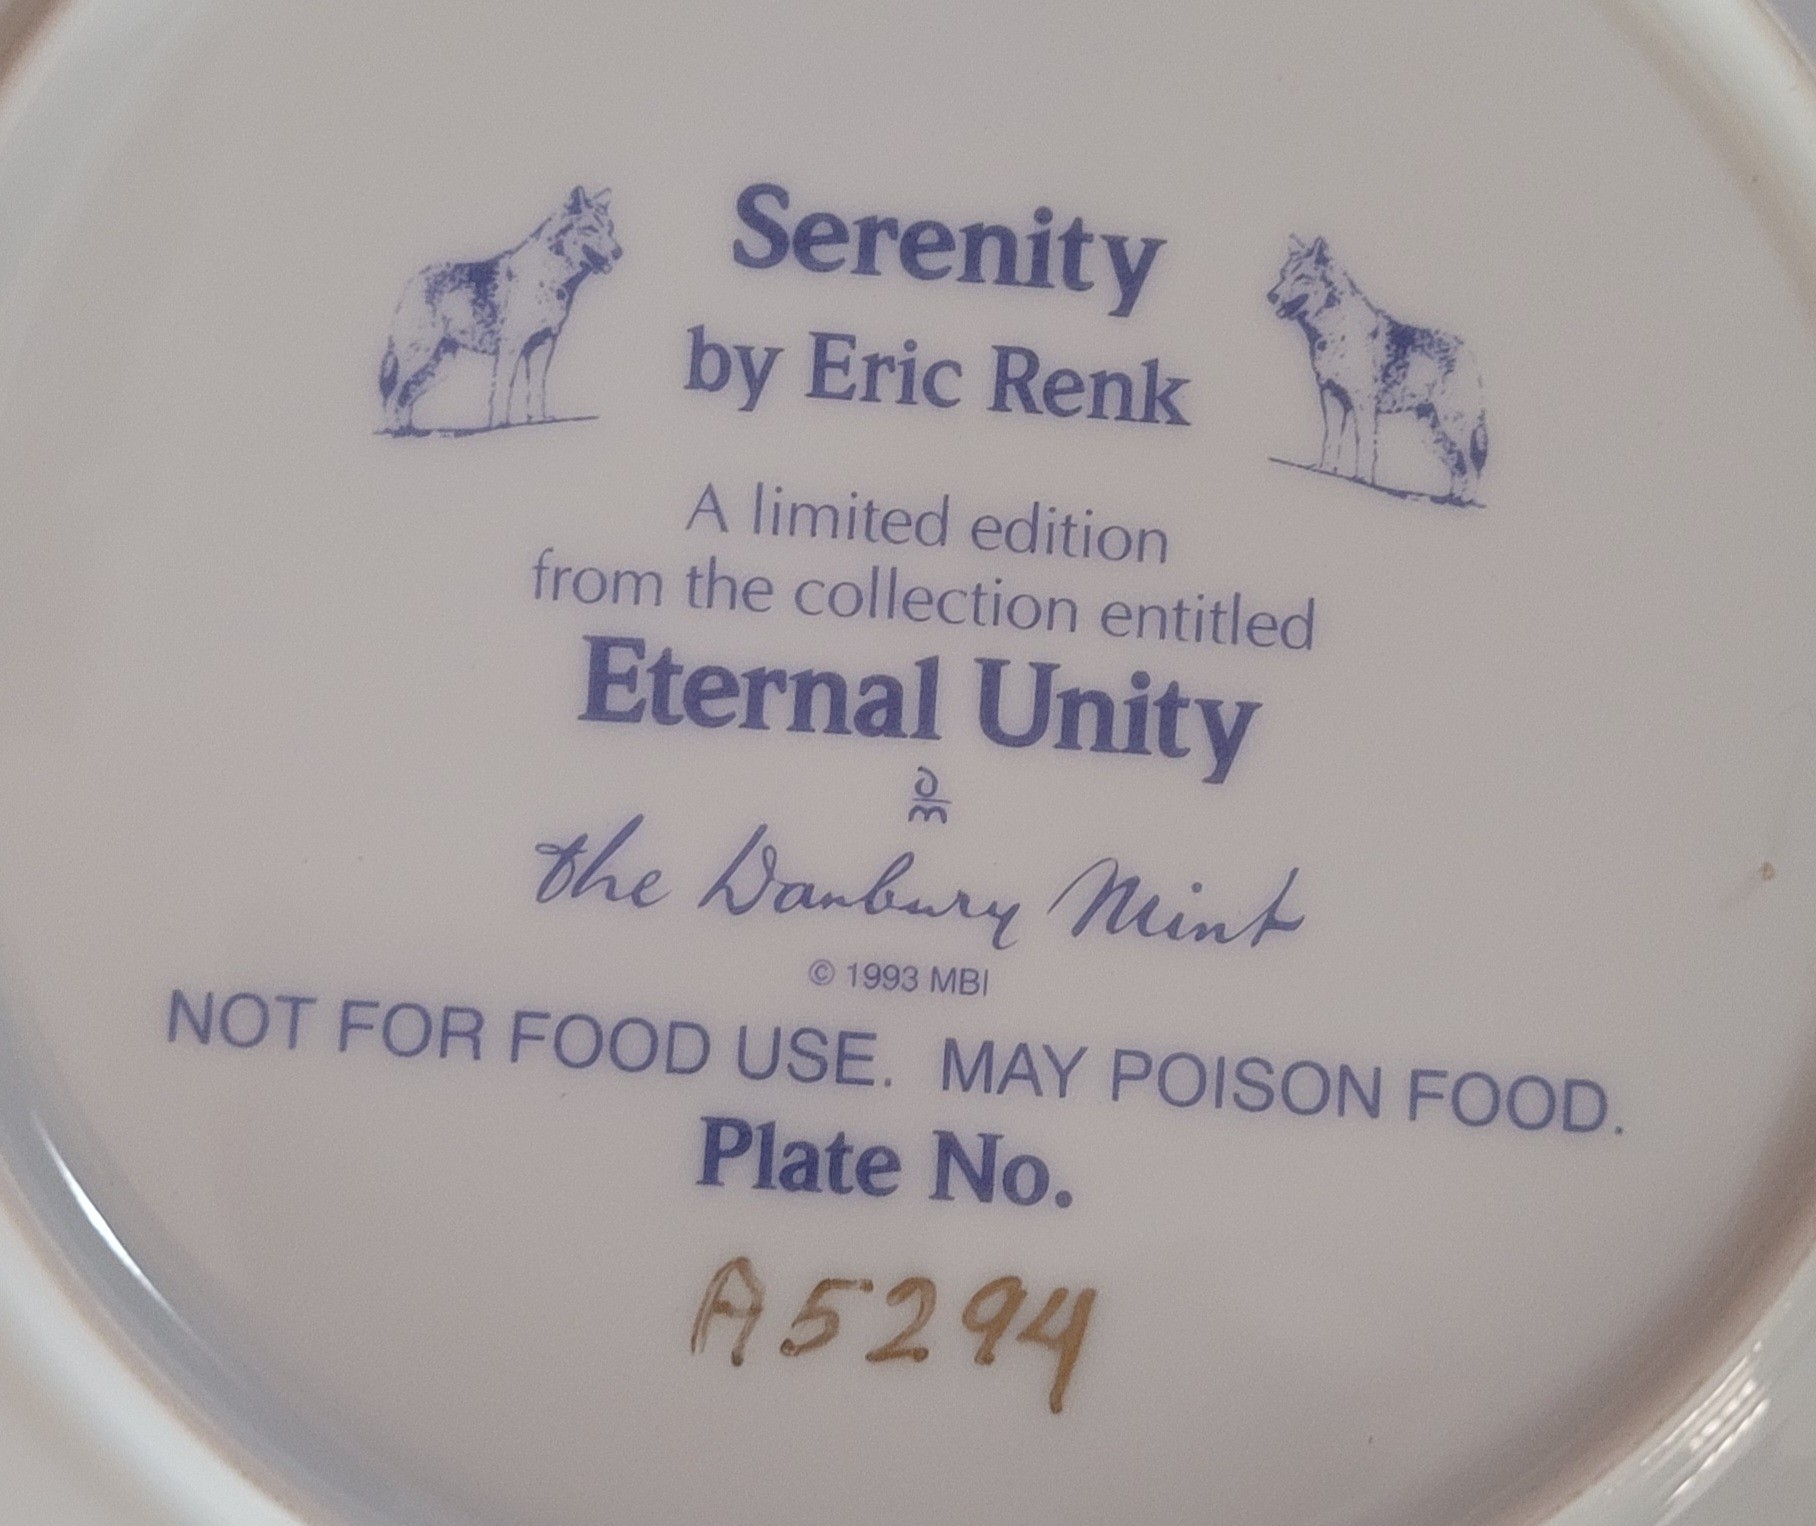 Serenity
by Eric Renk
A limited edition
from the collection entitled
Eternal Unity
dm
the Danbury Mint
© 1993 MBI
NOT FOR FOOD USE. MAY POISON FOOD.
Plate No.
A5294